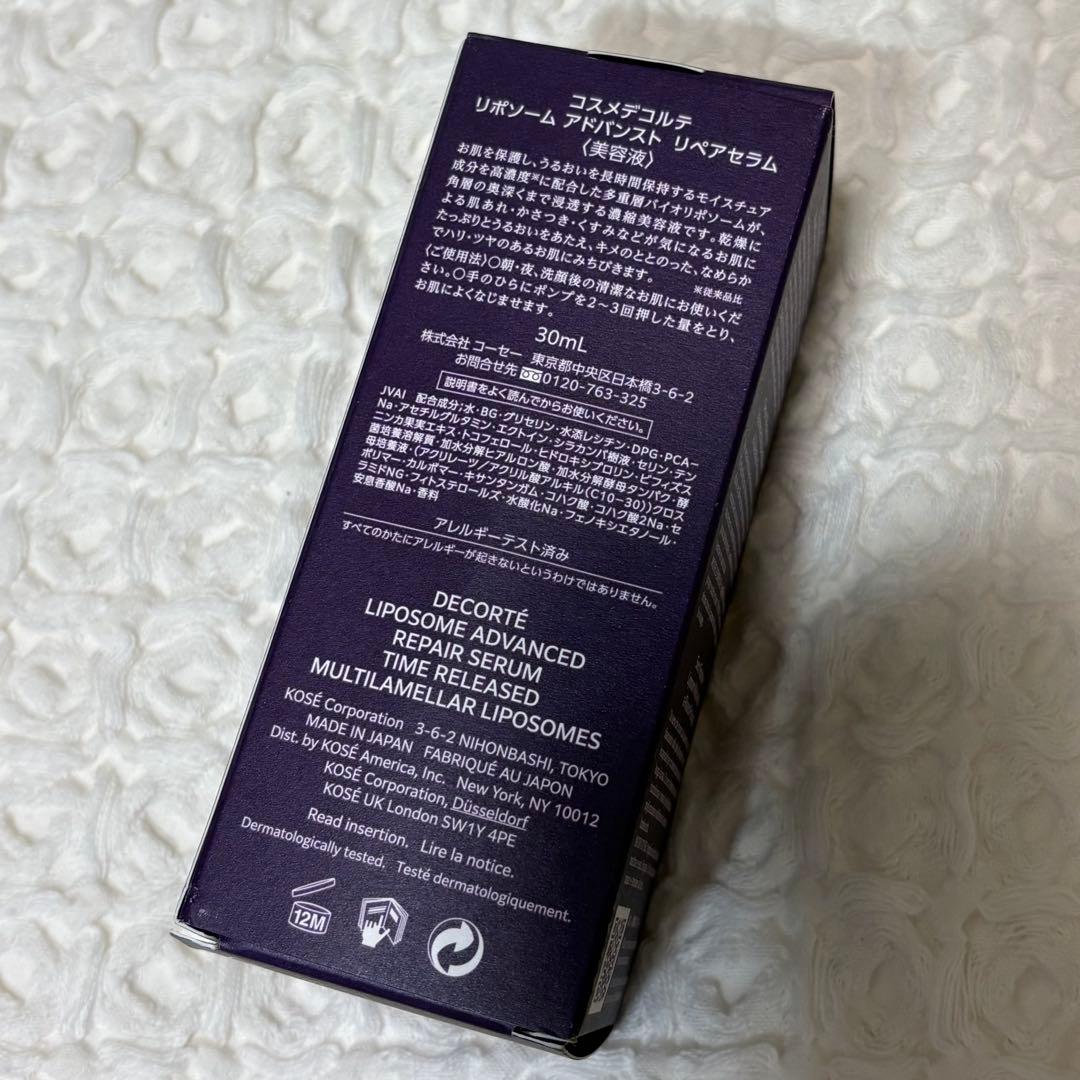 コスメデコルテ
リポソーム アドバンスト リペアセラム
〈美容液〉
お肌を保護し、うるおいを長時間保持するモイスチュア
成分を高濃度※に配合した多重層バイオリポソームが、
角層の奥深くまで浸透する濃縮美容液です。乾燥に
よる肌あれ・かさつき・くすみなどが気になるお肌に
たっぷりとうるおいをあたえ、キメのととのった、なめらか
でハリ・ツヤのあるお肌にみちびきます。 ※従来品比
〈ご使用法〉○朝・夜、洗顔後の清潔なお肌にお使いくだ
さい。○手のひらにポンプを2～3回押した量をとり、
お肌によくなじませます。
30mL
株式会社 コーセー 東京都中央区日本橋3-6-2
お問合せ先 0120-763-325
説明書をよく読んでからお使いください。
JVAI 配合成分;水・BG・グリセリン・水添レシチン・DPG・PCA-
Na・アセチルグルタミン・エクトイン・シラカンバ樹液・セリン・テン
ニンカ果実エキス・トコフェロール・ヒドロキシプロリン・ビフィズス
菌培養溶解質・加水分解ヒアルロン酸・加水分解酵母タンパク・酵
母培養液・(アクリレーツ/アクリル酸アルキル(C10-30))クロス
ポリマー・カルボマー・キサンタンガム・コハク酸・コハク酸2Na・セ
ラミドNG・フィトステロールズ・水酸化Na・フェノキシエタノール・
安息香酸Na・香料
アレルギーテスト済み
すべてのかたにアレルギーが起きないというわけではありません。
DECORTÉ
LIPOSOME ADVANCED
REPAIR SERUM
TIME RELEASED
MULTILAMELLAR LIPOSOMES
KOSÉ Corporation 3-6-2 NIHONBASHI, TOKYO
MADE IN JAPAN FABRIQUÉ AU JAPON
Dist. by KOSÉ America, Inc. New York, NY 10012
KOSÉ Corporation, Düsseldorf
KOSÉ UK London SW1Y 4PE
Read insertion. Lire la notice.
Dermatologically tested. Testé dermatologiquement.
12M